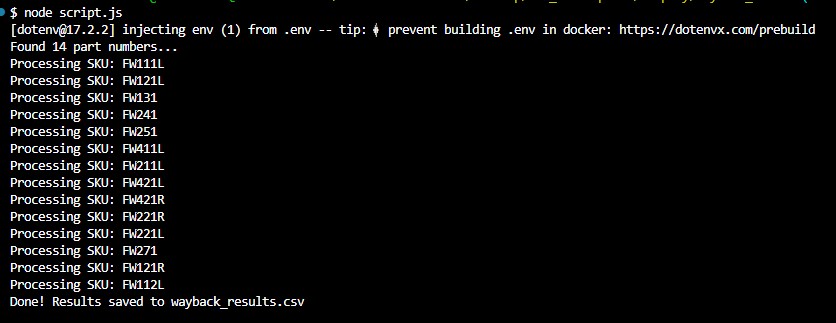 $ node script.js
[dotenv@17.2.2] injecting env (1) from .env -- tip: prevent building .env in docker: https://dotenvx.com/prebuild
Found 14 part numbers...
Processing SKU: FW111L
Processing SKU: FW121L
Processing SKU: FW131
Processing SKU: FW241
Processing SKU: FW251
Processing SKU: FW411L
Processing SKU: FW211L
Processing SKU: FW421L
Processing SKU: FW421R
Processing SKU: FW221R
Processing SKU: FW221L
Processing SKU: FW271
Processing SKU: FW121R
Processing SKU: FW112L
Done! Results saved to wayback_results.csv